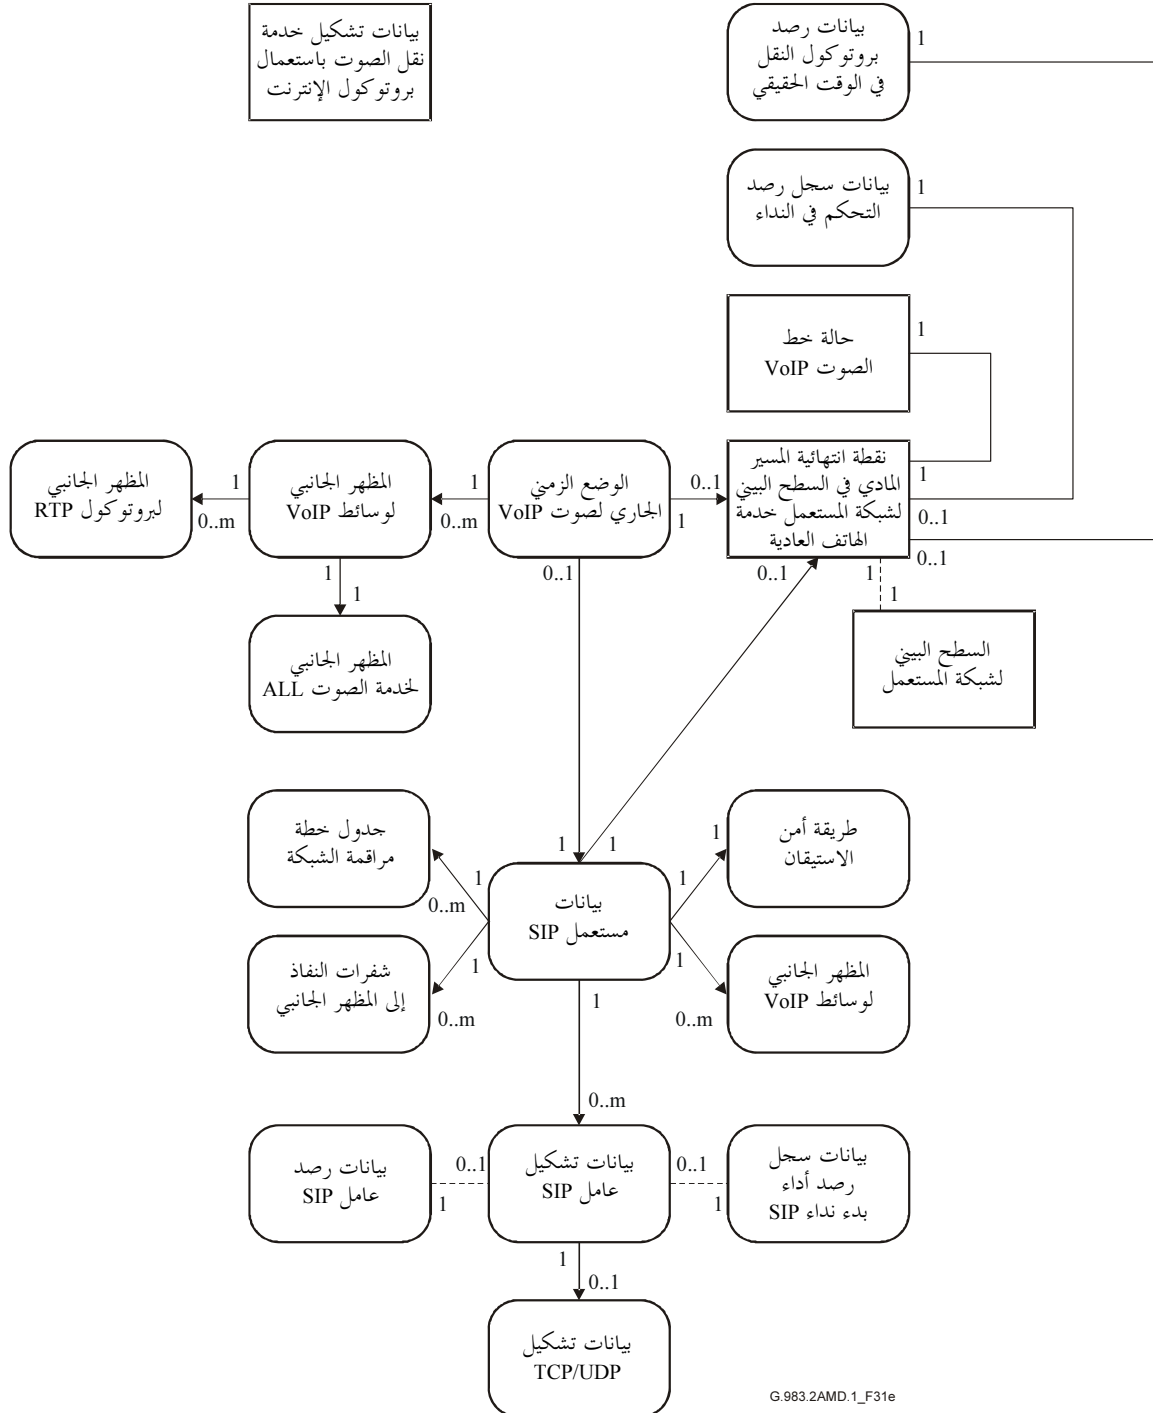 بيانات تشكيل خدمة
نقل الصوت باستعمال
بروتوكول الإنترنت
بيانات رصد
بروتوكول النقل
في الوقت الحقيقي
1
بيانات سجل رصد
التحكم في النداء
1
حالة خط
الصوت VoIP
1
المظهر الجانبي
لبروتوكول RTP
1
0..m
المظهر الجانبي
لوسائط VoIP
1
0..m
الوضع الزمني
الجاري لصوت VoIP
0..1
1
نقطة انتهائية المسير
المادي في السطح البيني
لشبكة المستعمل خدمة
الهاتف العادية
1
0..1
0..1
1
1
0..1
0..1
1
1
المظهر الجانبي
لخدمة الصوت ALL
السطح البيني
لشبكة المستعمل
جدول خطة
مراقمة الشبكة
1
0..m
1
1
1
1
طريقة أمن
الاستيقان
بيانات
مستعمل SIP
شفرات النفاذ
إلى المظهر الجانبي
1
0..m
1
1
0..m
المظهر الجانبي
لوسائط VoIP
0..m
بيانات رصد
عامل SIP
0..1
1
بيانات تشكيل
عامل SIP
0..1
1
بيانات سجل
رصد أداء
بدء نداء SIP
1
0..1
بيانات تشكيل
TCP/UDP
G.983.2AMD.1_F31e